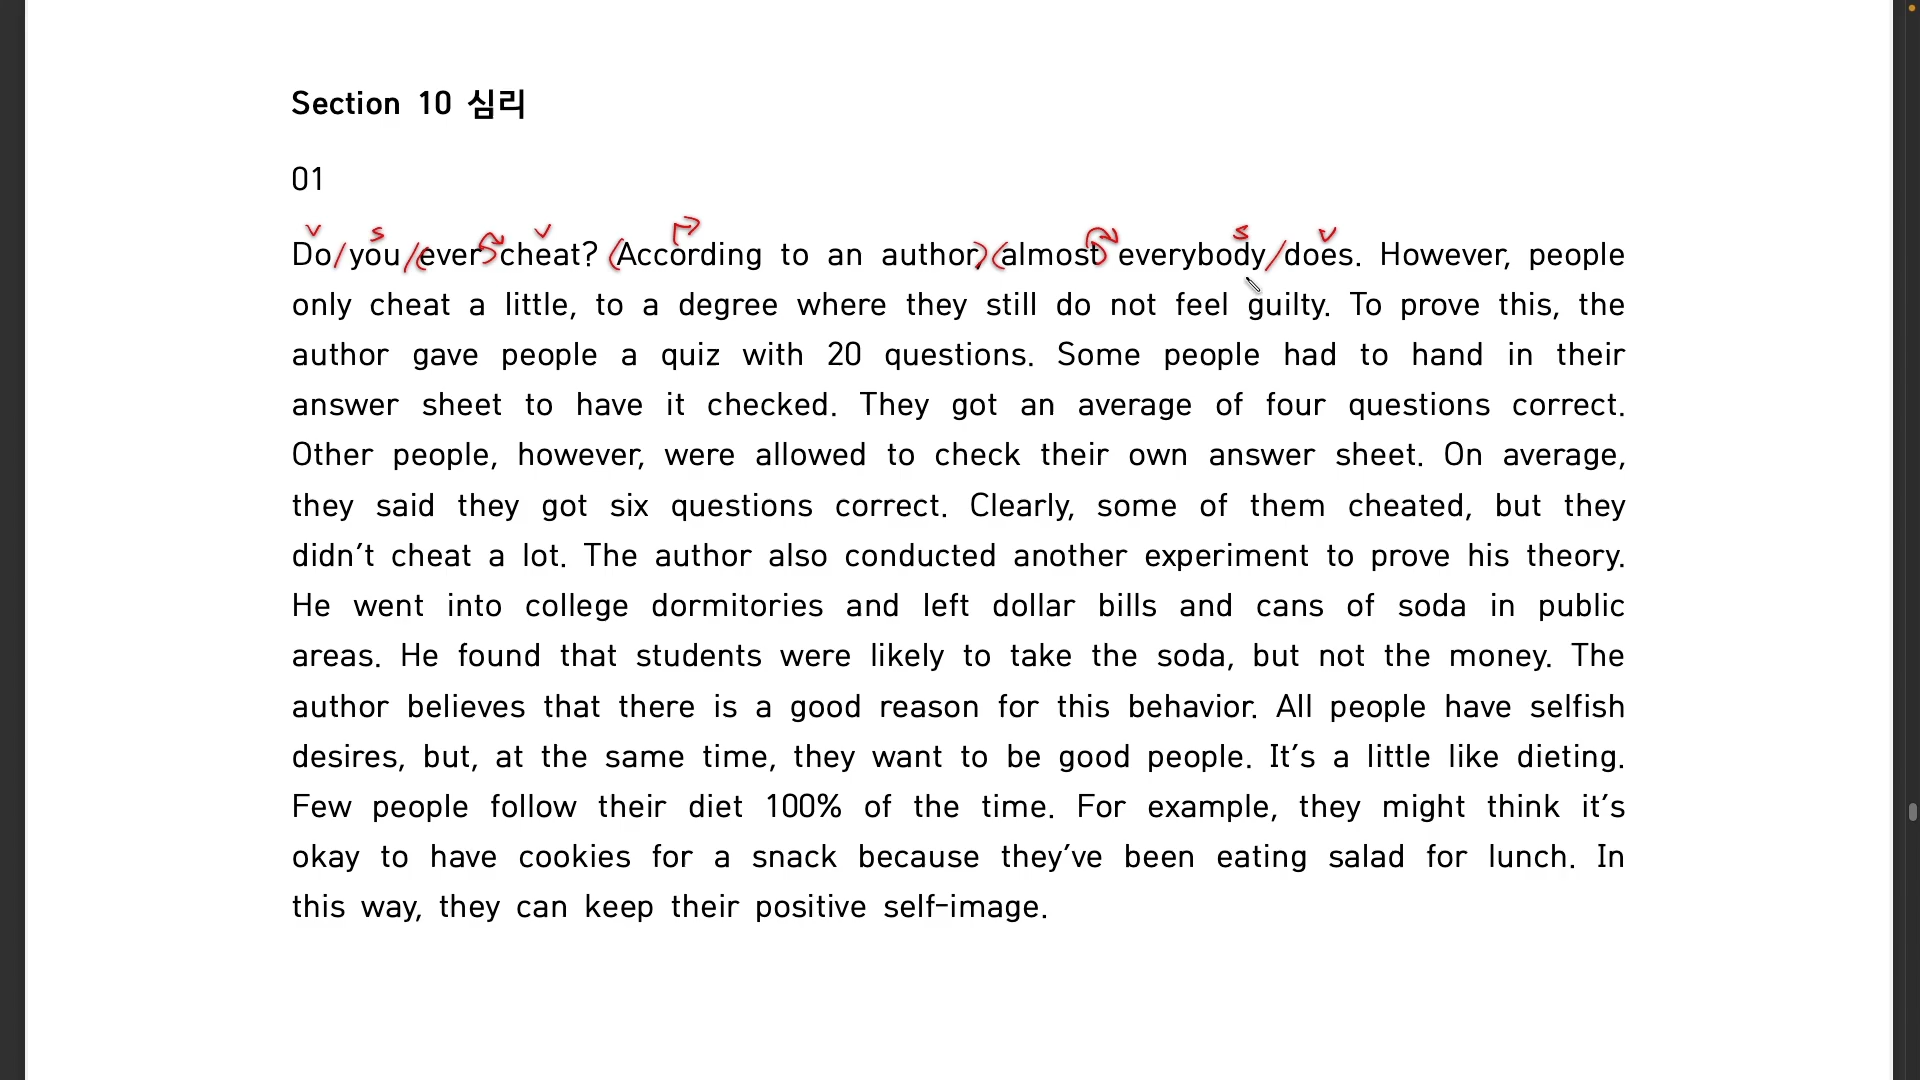 Section 10 심리
01
v s v s v
Do/you/(ever) cheat? (According to an author,) (almost) everybody/does. However, people
only cheat a little, to a degree where they still do not feel guilty. To prove this, the
author gave people a quiz with 20 questions. Some people had to hand in their
answer sheet to have it checked. They got an average of four questions correct.
Other people, however, were allowed to check their own answer sheet. On average,
they said they got six questions correct. Clearly, some of them cheated, but they
didn’t cheat a lot. The author also conducted another experiment to prove his theory.
He went into college dormitories and left dollar bills and cans of soda in public
areas. He found that students were likely to take the soda, but not the money. The
author believes that there is a good reason for this behavior. All people have selfish
desires, but, at the same time, they want to be good people. It’s a little like dieting.
Few people follow their diet 100% of the time. For example, they might think it’s
okay to have cookies for a snack because they’ve been eating salad for lunch. In
this way, they can keep their positive self-image.